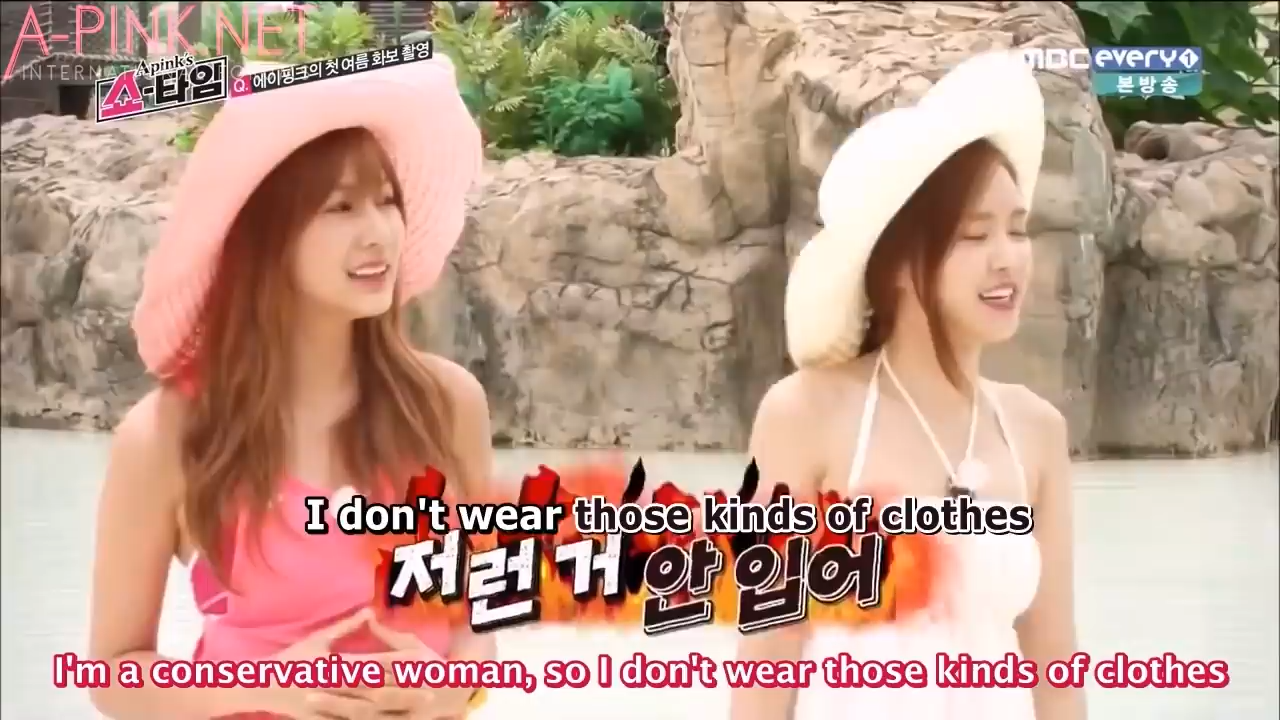 A-PINK.NET
INTERNATIO
Apink's
쇼-타임
Q. 에이핑크의 첫 여름 화보 촬영
MBC every1
본방송
I don't wear those kinds of clothes
저런 거 안 입어
I'm a conservative woman, so I don't wear those kinds of clothes